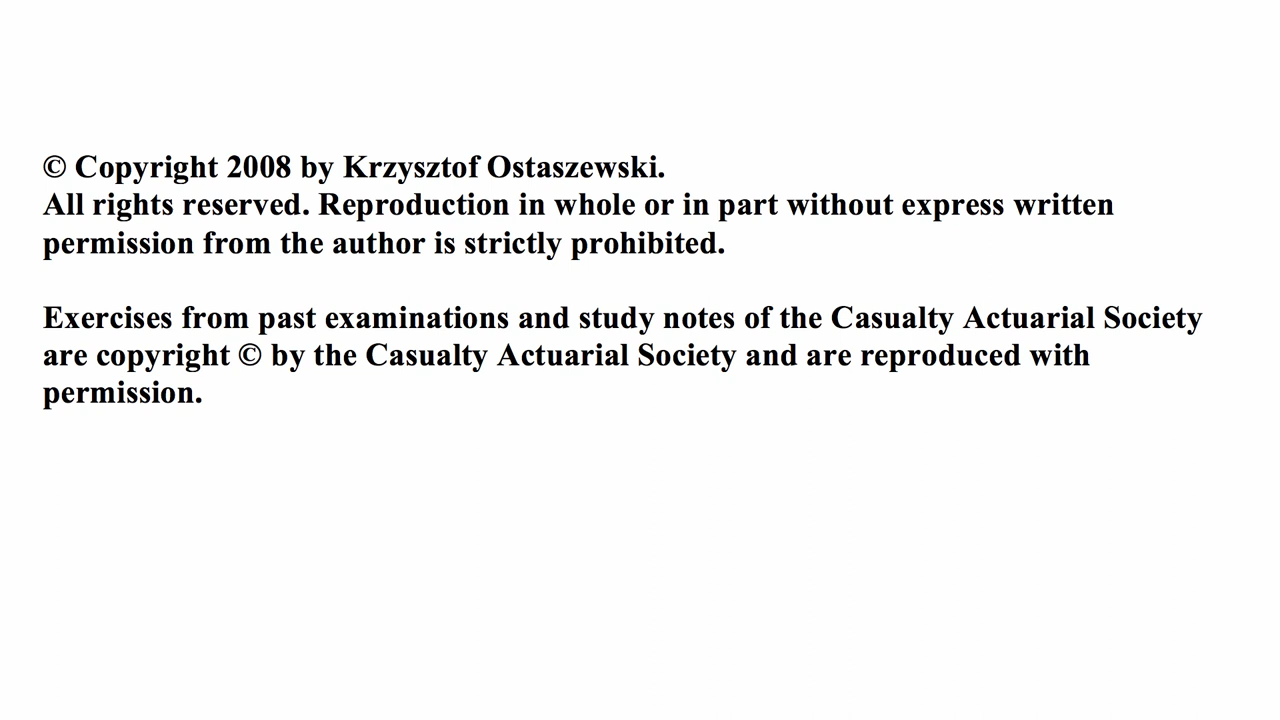 © Copyright 2008 by Krzysztof Ostaszewski.
All rights reserved. Reproduction in whole or in part without express written
permission from the author is strictly prohibited.
Exercises from past examinations and study notes of the Casualty Actuarial Society
are copyright © by the Casualty Actuarial Society and are reproduced with
permission.